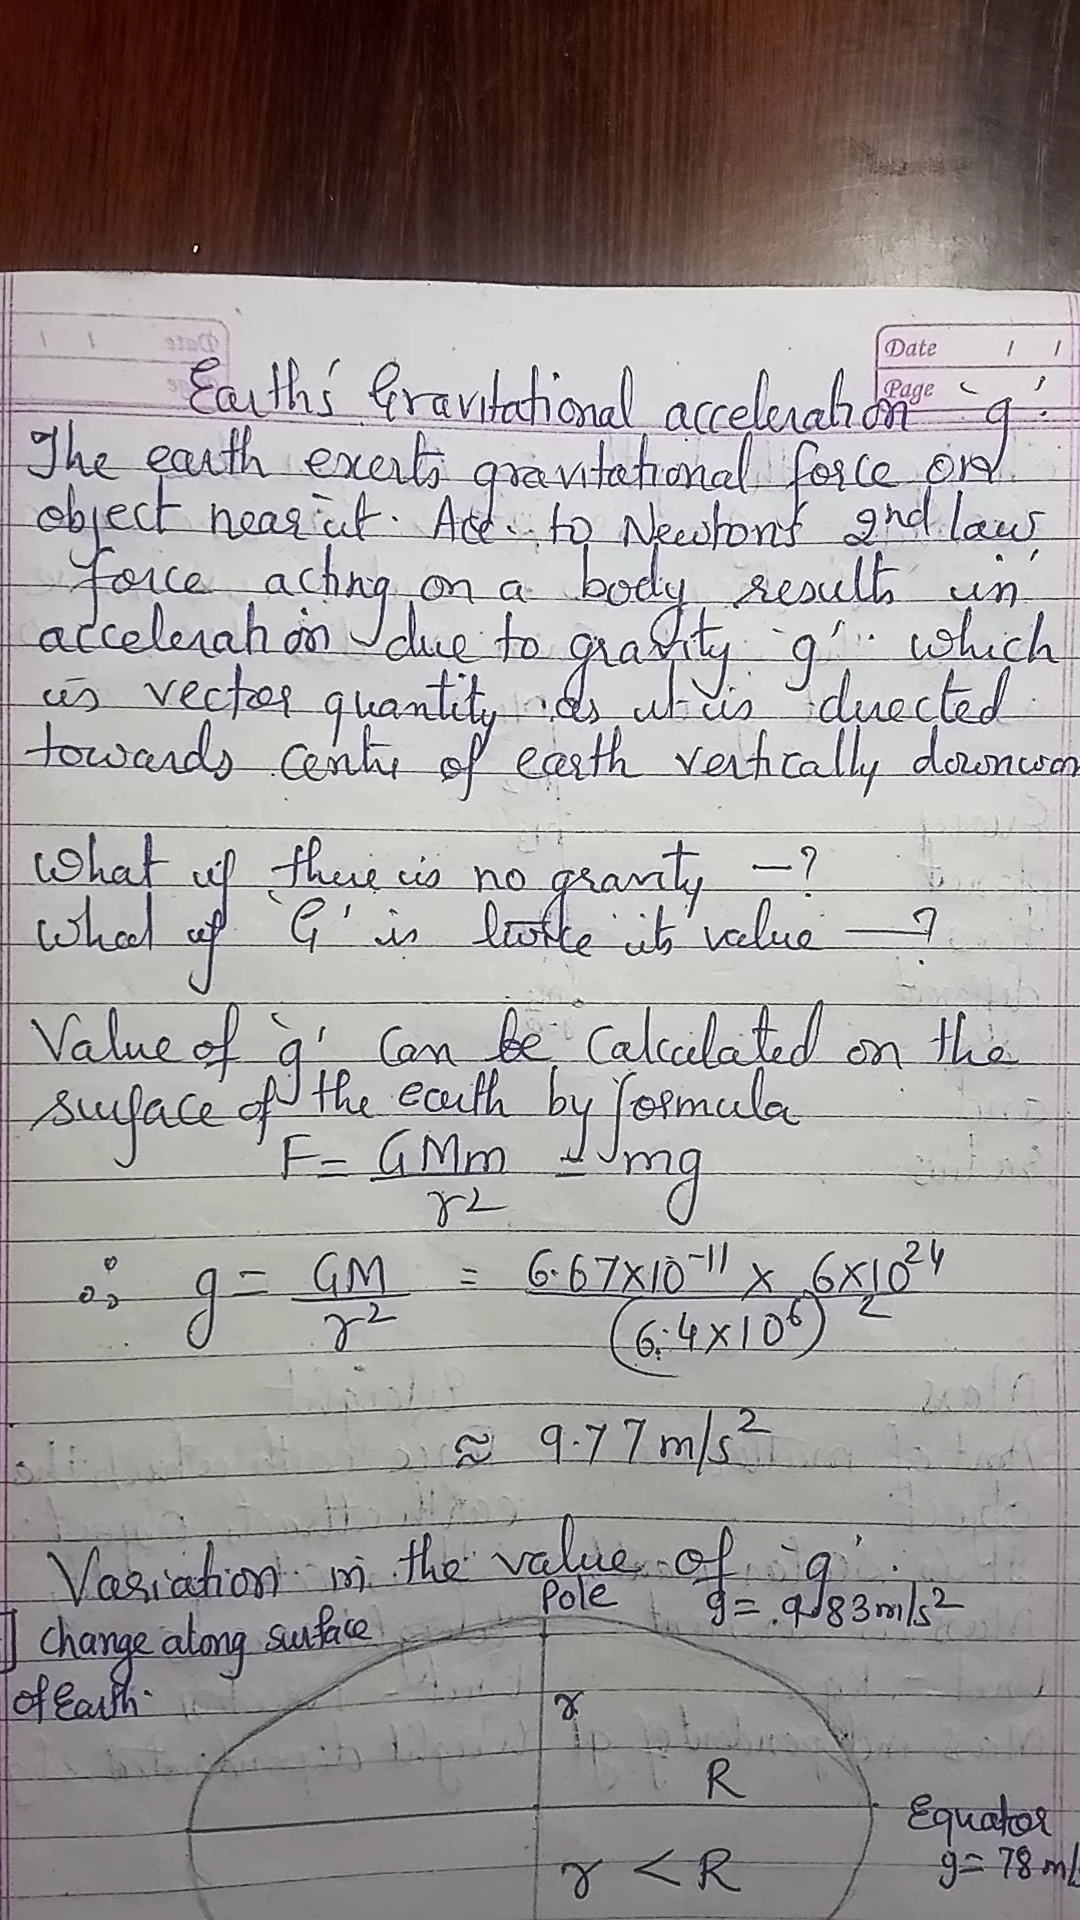 Date
Page
Earth's Gravitational acceleration 'g'.
The earth exerts gravitational force on
object near it. Acc. to Newton's 2nd law
force acting on a body results in
acceleration due to gravity 'g' which
is vector quantity as it is directed
towards centre of earth vertically downwar
What if there is no gravity —?
What if 'G' is twice its value —?
Value of 'g' can be calculated on the
surface of the earth by formula
F = GMm/r2 = mg
∴ g = GM/r² = 6.67×10⁻¹¹ × 6×10²⁴/(6.4×10⁶)²
≈ 9.77 m/s²
Variation in the value of 'g'.
Pole g = 9.83 m/s²
1] change along surface
of Earth.
r
R
Equator
r < R
g = 78 m/